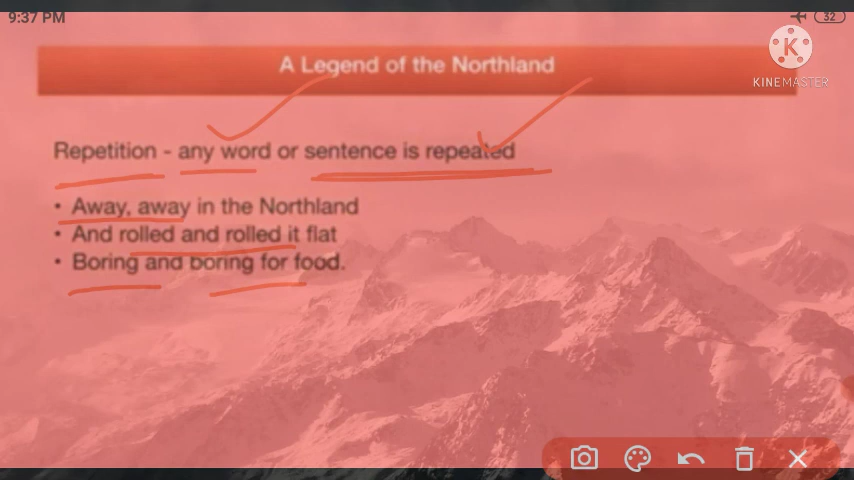 9:37 PM
32
A Legend of the Northland
K
KINEMASTER
Repetition - any word or sentence is repeated
• Away, away in the Northland
• And rolled and rolled it flat
• Boring and boring for food.